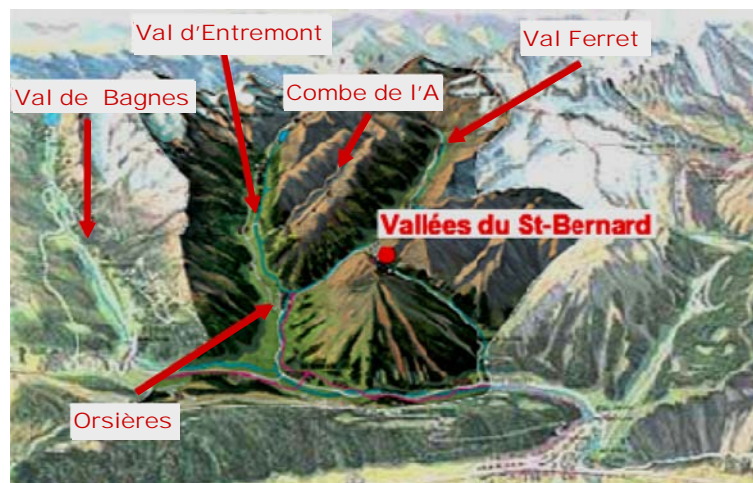 Val d'Entremont
Val Ferret
Val de Bagnes
Combe de l'A
Vallées du St-Bernard
Orsières